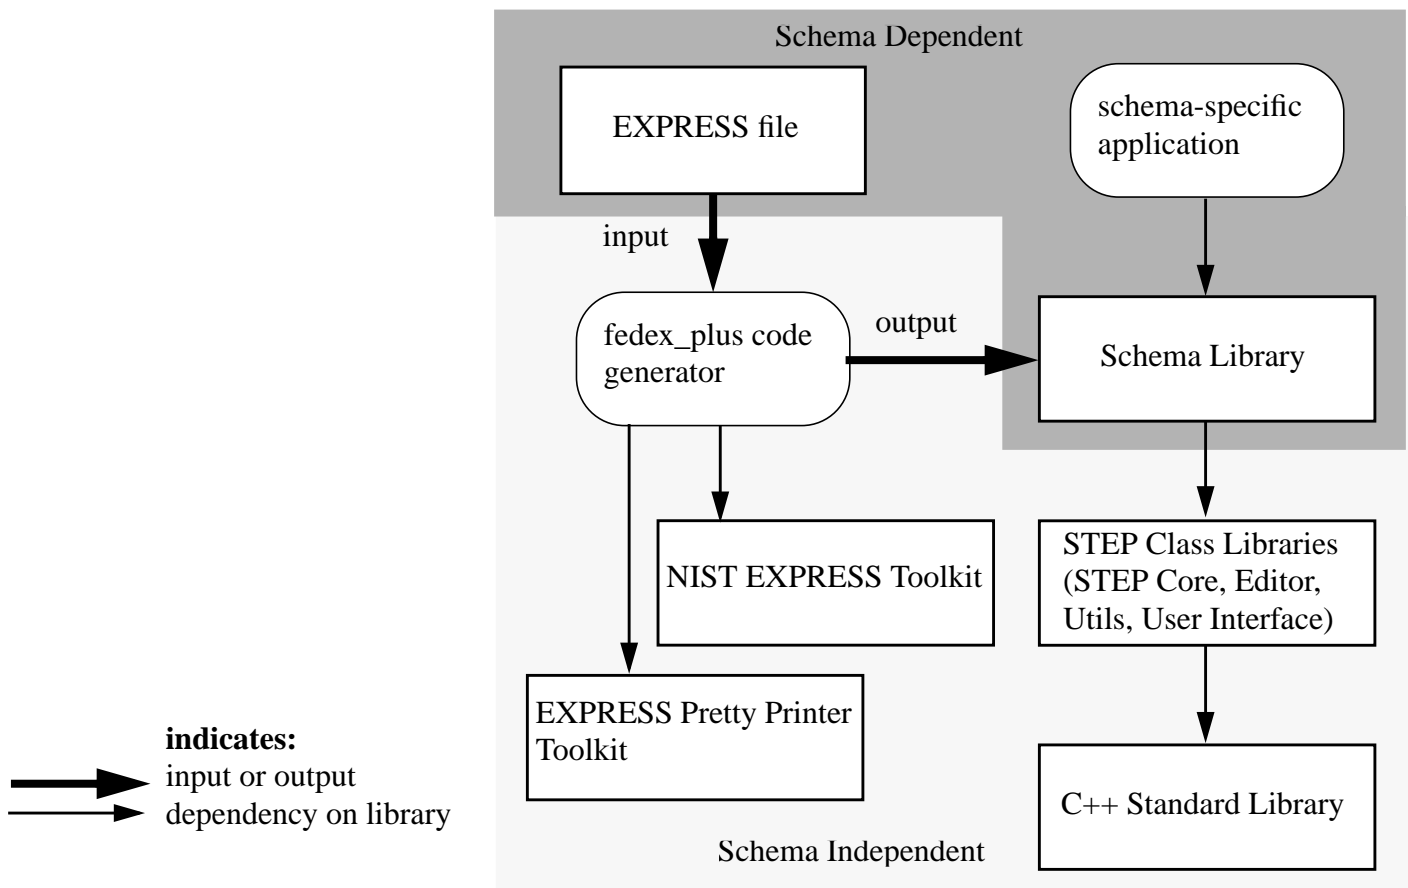 Schema Dependent
EXPRESS file
schema-specific
application
input
fedex_plus code
generator
output
Schema Library
NIST EXPRESS Toolkit
STEP Class Libraries
(STEP Core, Editor,
Utils, User Interface)
EXPRESS Pretty Printer
Toolkit
indicates:
input or output
dependency on library
C++ Standard Library
Schema Independent